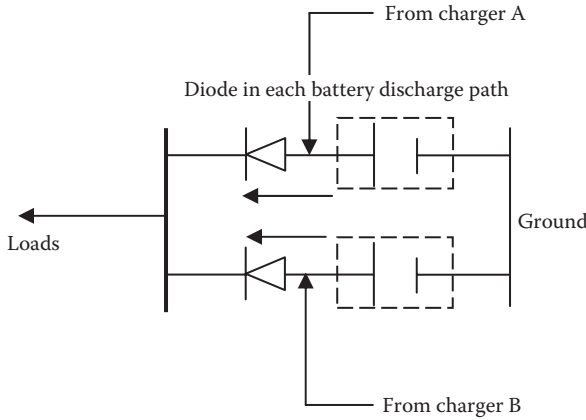 From charger A
Diode in each battery discharge path
Ground
Loads
From charger B